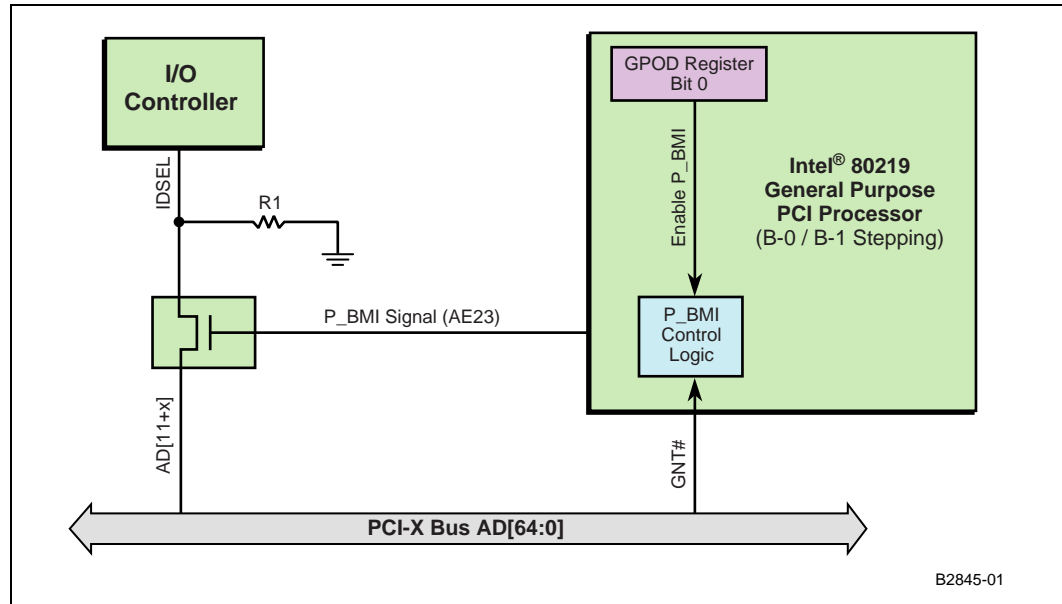 I/O
Controller
IDSEL
R1
GPOD Register
Bit 0
Enable P_BMI
Intel® 80219
General Purpose
PCI Processor
(B-0 / B-1 Stepping)
P_BMI Signal (AE23)
P_BMI
Control
Logic
AD[11+x]
GNT#
PCI-X Bus AD[64:0]
B2845-01